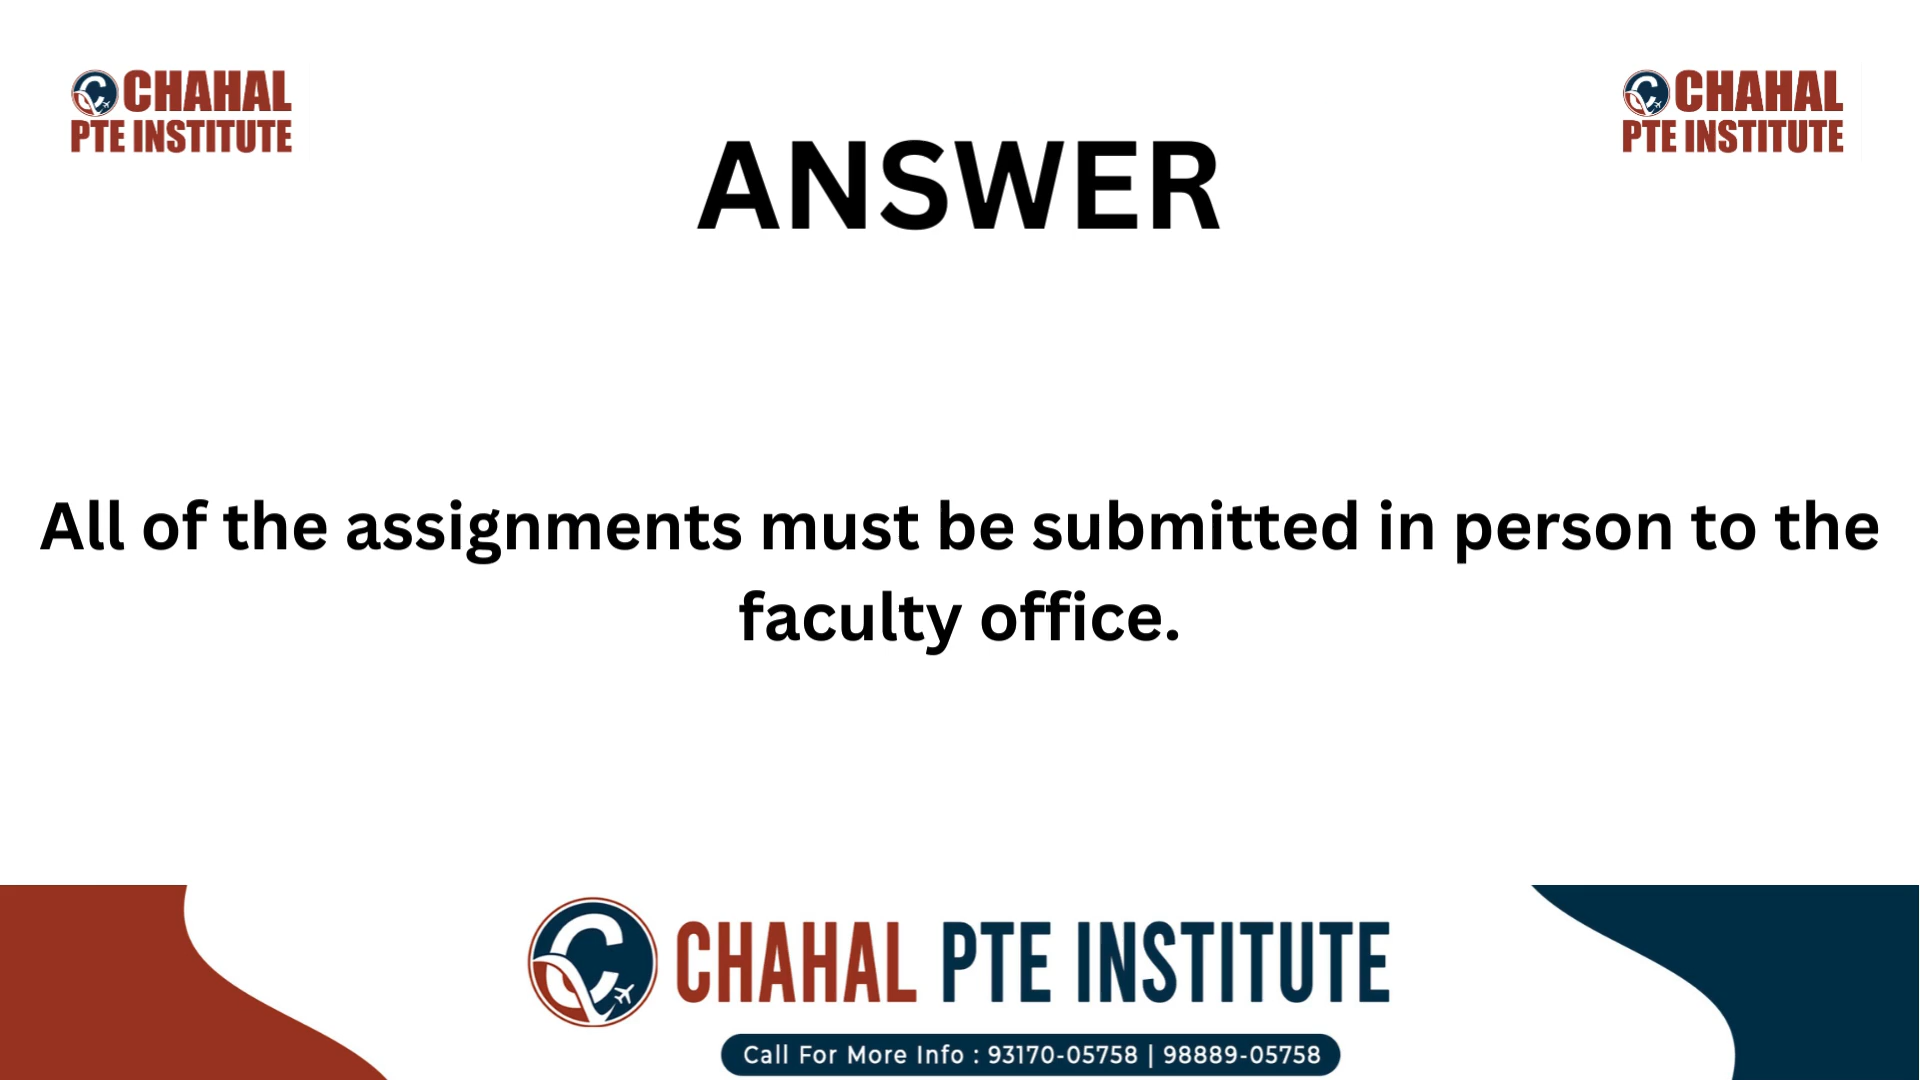 CHAHAL
PTE INSTITUTE
CHAHAL
PTE INSTITUTE
ANSWER
All of the assignments must be submitted in person to the
faculty office.
CHAHAL PTE INSTITUTE
Call For More Info : 93170-05758 | 98889-05758